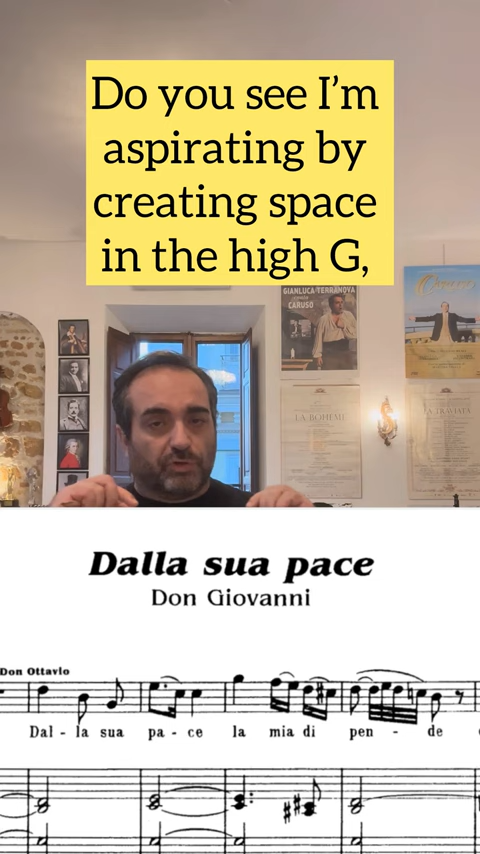 Do you see I'm
aspirating by
creating space
in the high G,
GIANLUCA TERRANOVA
CARUSO
LA BOHEME
LA TRAVIATA
Dalla sua pace
Don Giovanni
Don Ottavio
Dal - la sua pa - ce la mia di pen - de